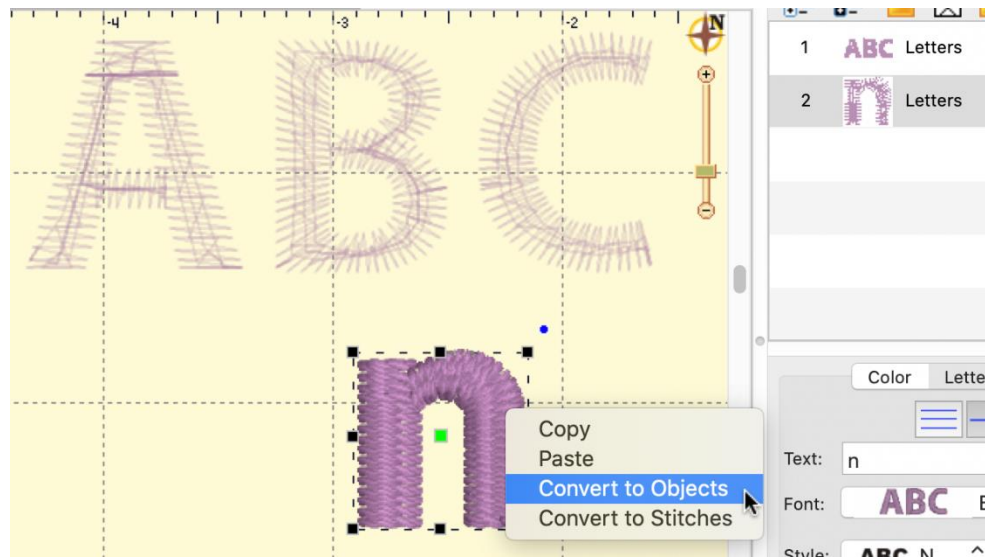 -4 -3 -2
N
A B C
n
Copy
Paste
Convert to Objects
Convert to Stitches
1 ABC Letters
2 n Letters
Color
Text: n
Font: ABC
Style: ABC N